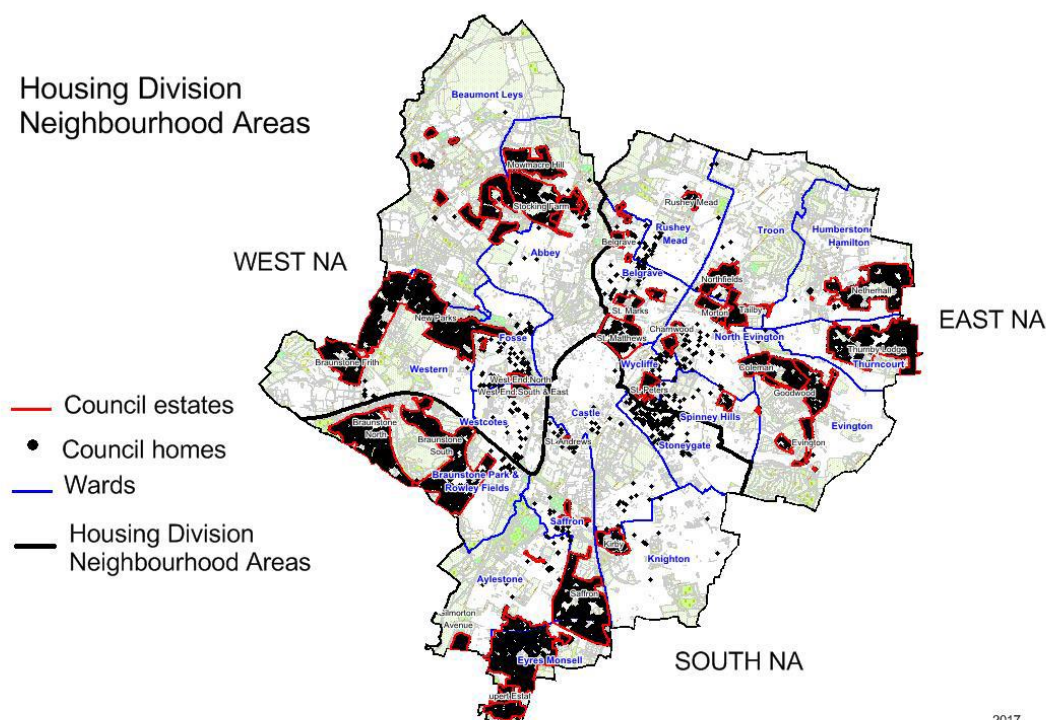 Housing Division
Neighbourhood Areas
Beaumont Leys
Mowmacre Hill
Stocking Farm
Rushey Mead
Rushey
Mead
Troon
Humberstone
Hamilton
Abbey
Belgrave
Belgrave
WEST NA
Northfields
Netherhall
New Parks
St. Marks
Morton
Tailby
EAST NA
Charnwood
St. Matthews
North Evington
Fosse
Thurnby Lodge
Thurncourt
Braunstone Frith
Western
Wycliffe
Coleman
West End North
West End South & East
St. Peters
Goodwood
Council estates
Castle
Spinney Hills
Westcotes
Braunstone
North
Evington
Council homes
Braunstone
South
St. Andrews
Stoneygate
Evington
Wards
Braunstone Park &
Rowley Fields
Housing Division
Neighbourhood Areas
Saffron
Kirby
Knighton
Aylestone
Saffron
Avenue
Eyres Monsell
SOUTH NA
2017